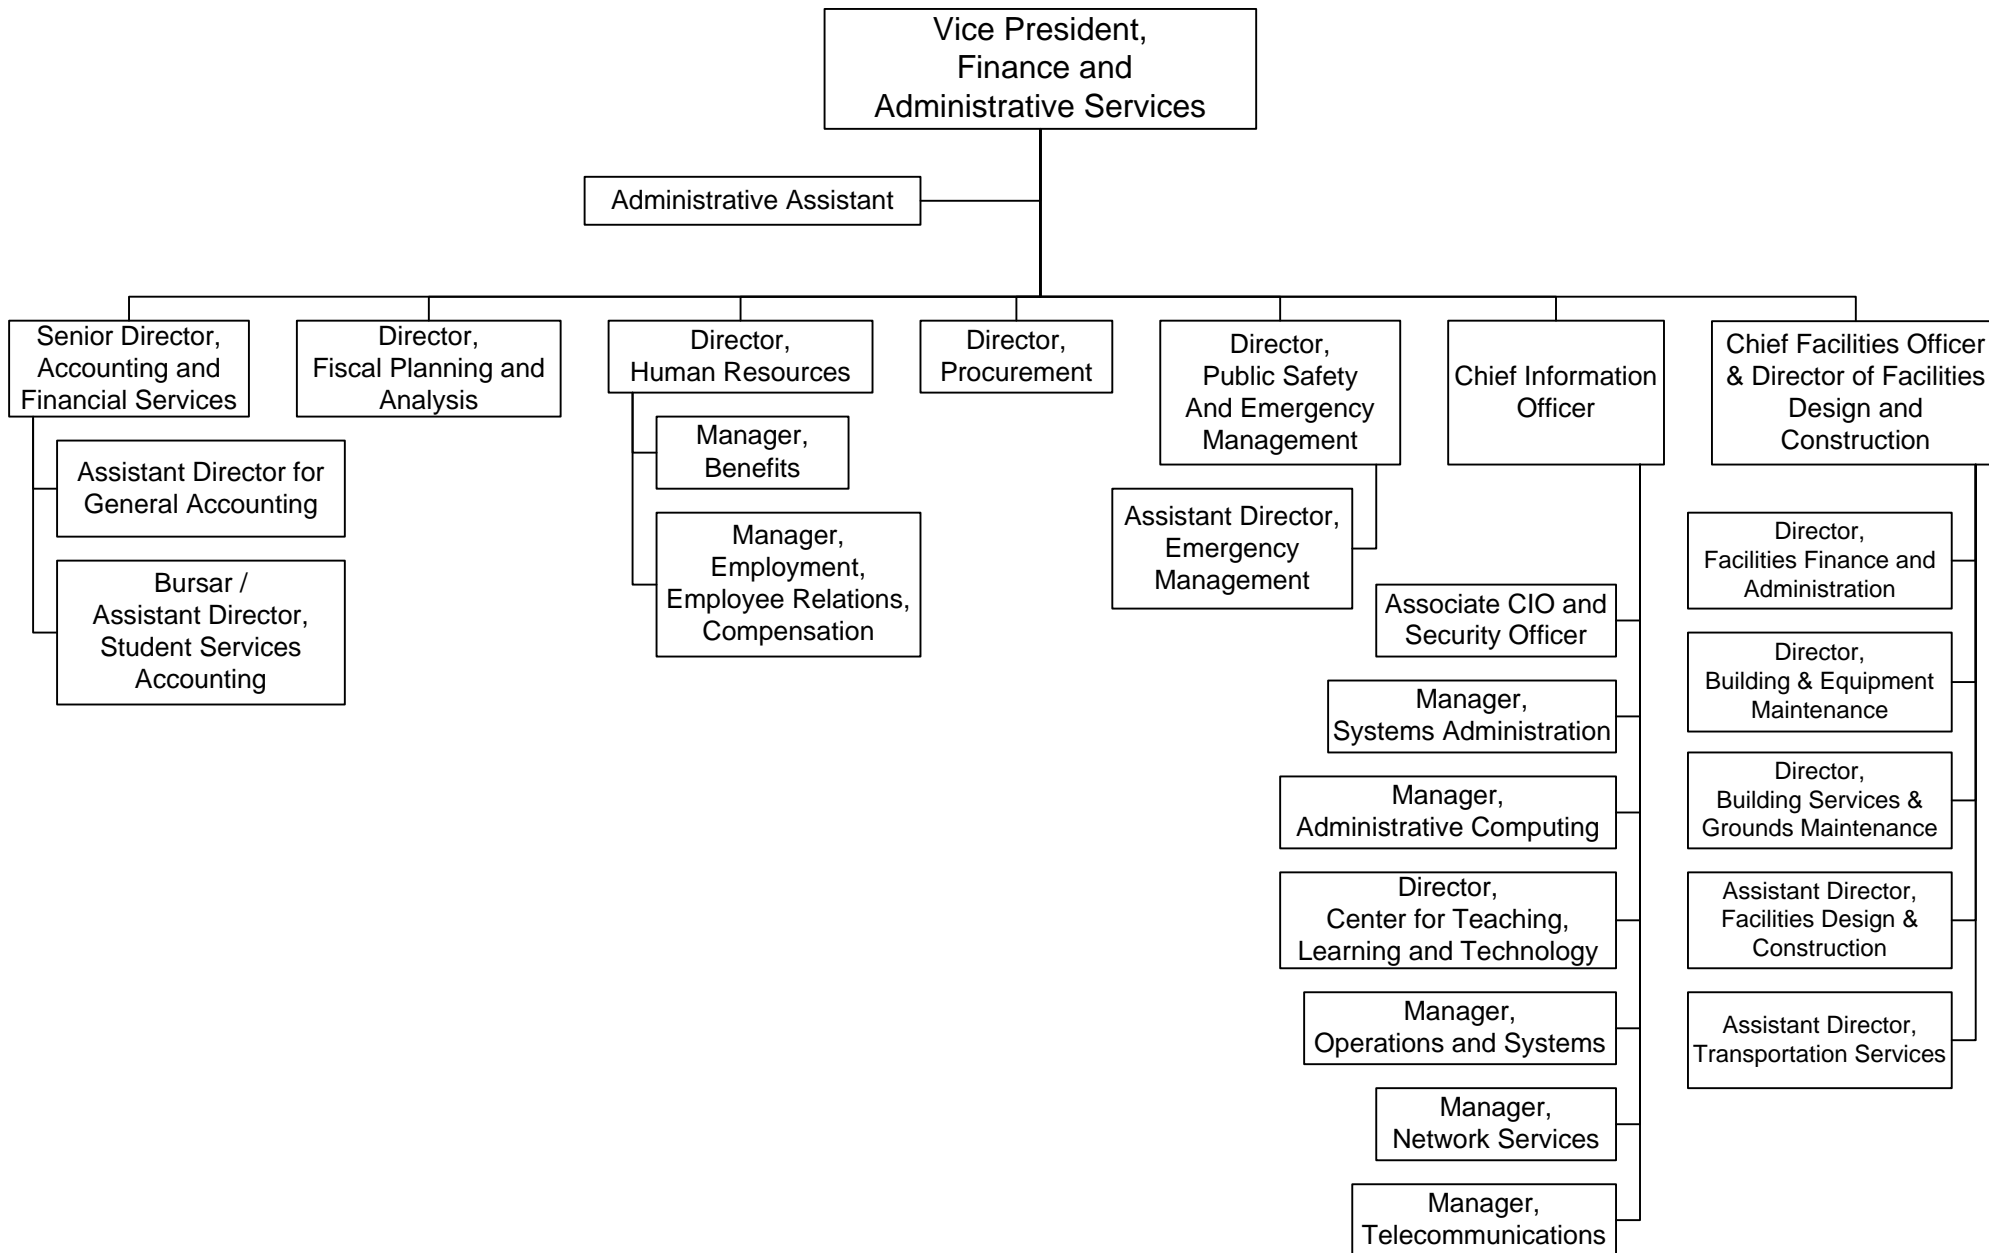 Vice President,
Finance and
Administrative Services
Administrative Assistant
Senior Director,
Accounting and
Financial Services
Director,
Fiscal Planning and
Analysis
Director,
Human Resources
Director,
Procurement
Director,
Public Safety
And Emergency
Management
Chief Information
Officer
Chief Facilities Officer
& Director of Facilities
Design and
Construction
Assistant Director for
General Accounting
Bursar /
Assistant Director,
Student Services
Accounting
Manager,
Benefits
Manager,
Employment,
Employee Relations,
Compensation
Assistant Director,
Emergency
Management
Associate CIO and
Security Officer
Manager,
Systems Administration
Manager,
Administrative Computing
Director,
Center for Teaching,
Learning and Technology
Manager,
Operations and Systems
Manager,
Network Services
Manager,
Telecommunications
Director,
Facilities Finance and
Administration
Director,
Building & Equipment
Maintenance
Director,
Building Services &
Grounds Maintenance
Assistant Director,
Facilities Design &
Construction
Assistant Director,
Transportation Services